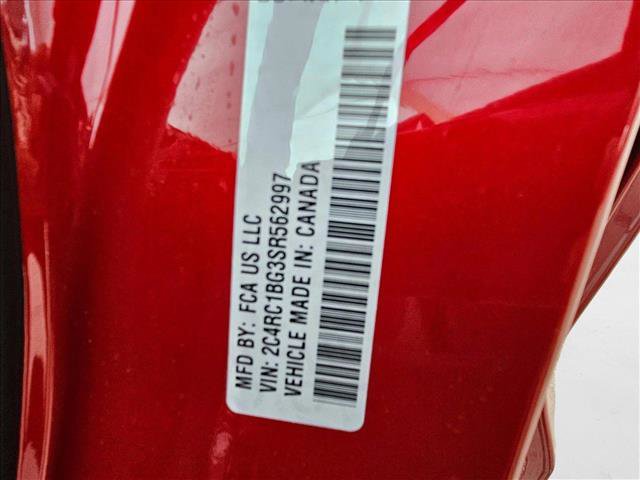 MFD BY: FCA US LLC
VIN: 2C4RC1BG3SR562997
VEHICLE MADE IN: CANADA